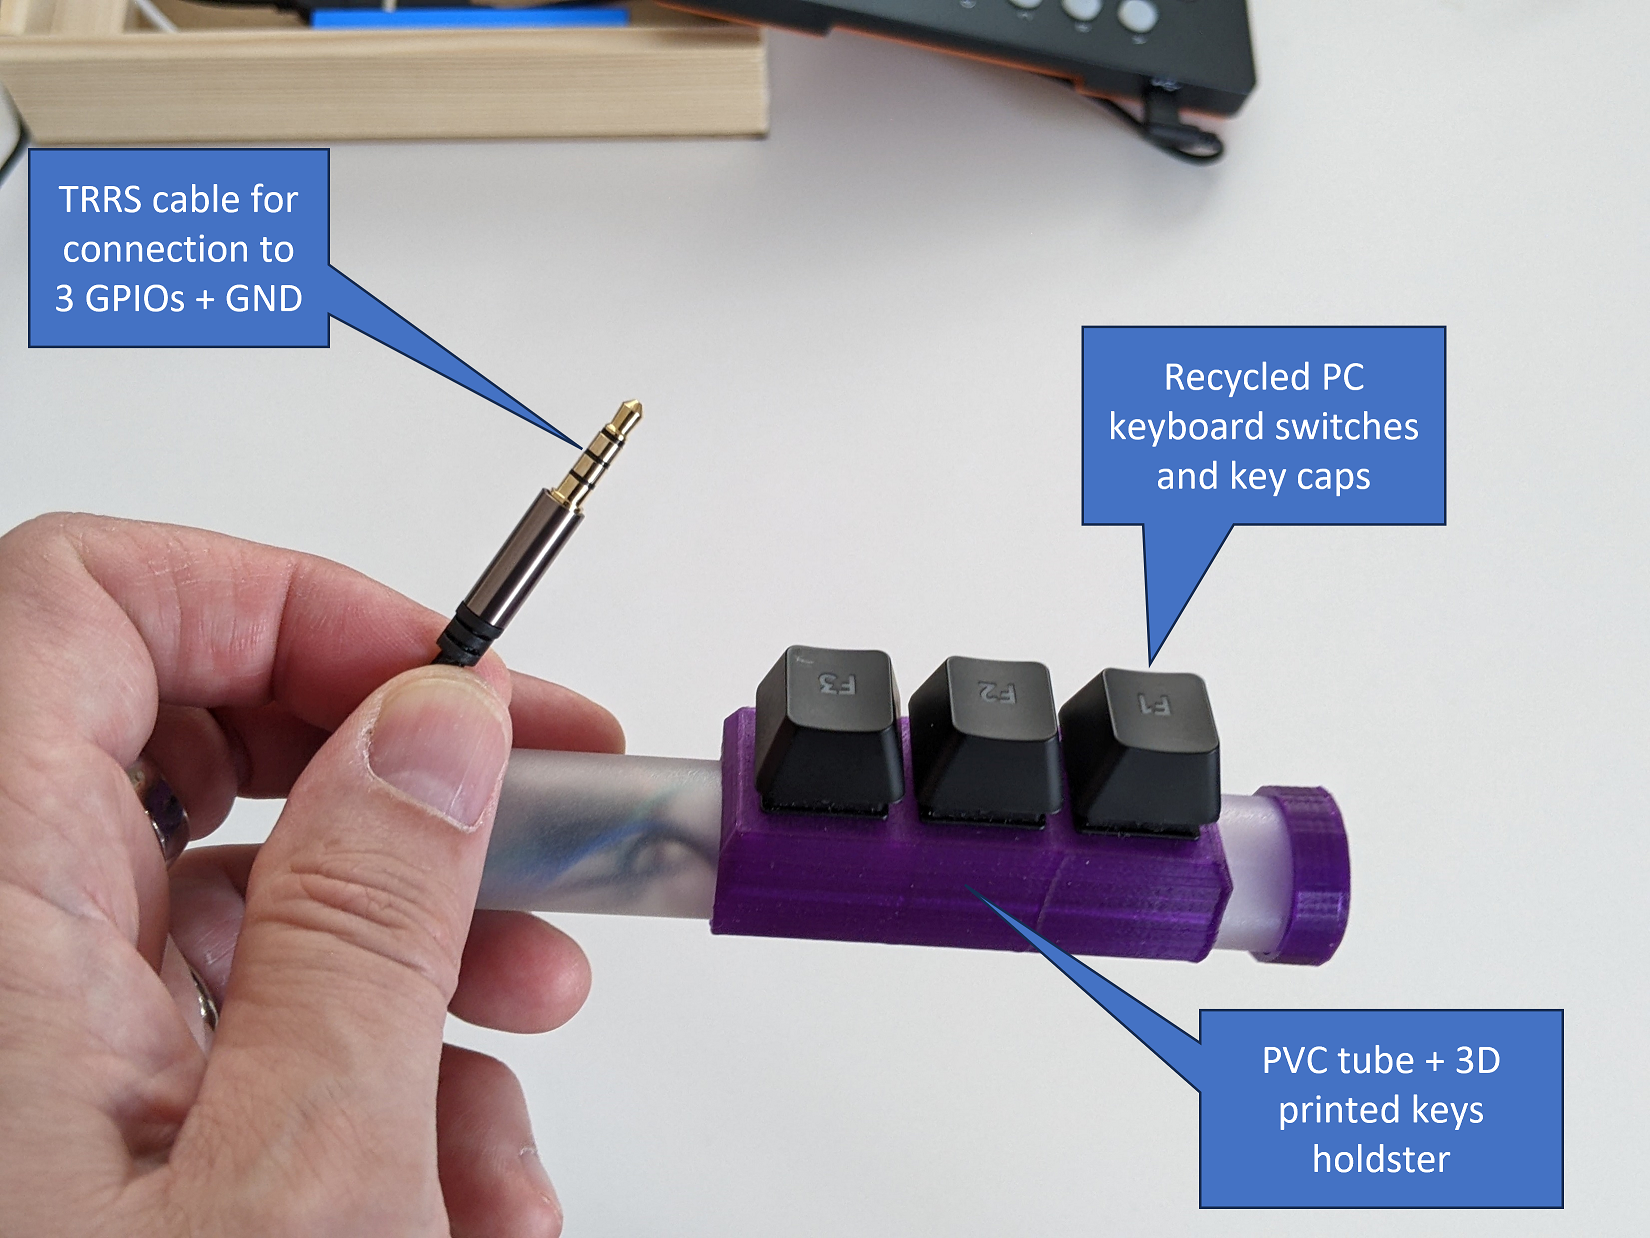 TRRS cable for
connection to
3 GPIOs + GND
Recycled PC
keyboard switches
and key caps
F3
F2
F1
PVC tube + 3D
printed keys
holdster